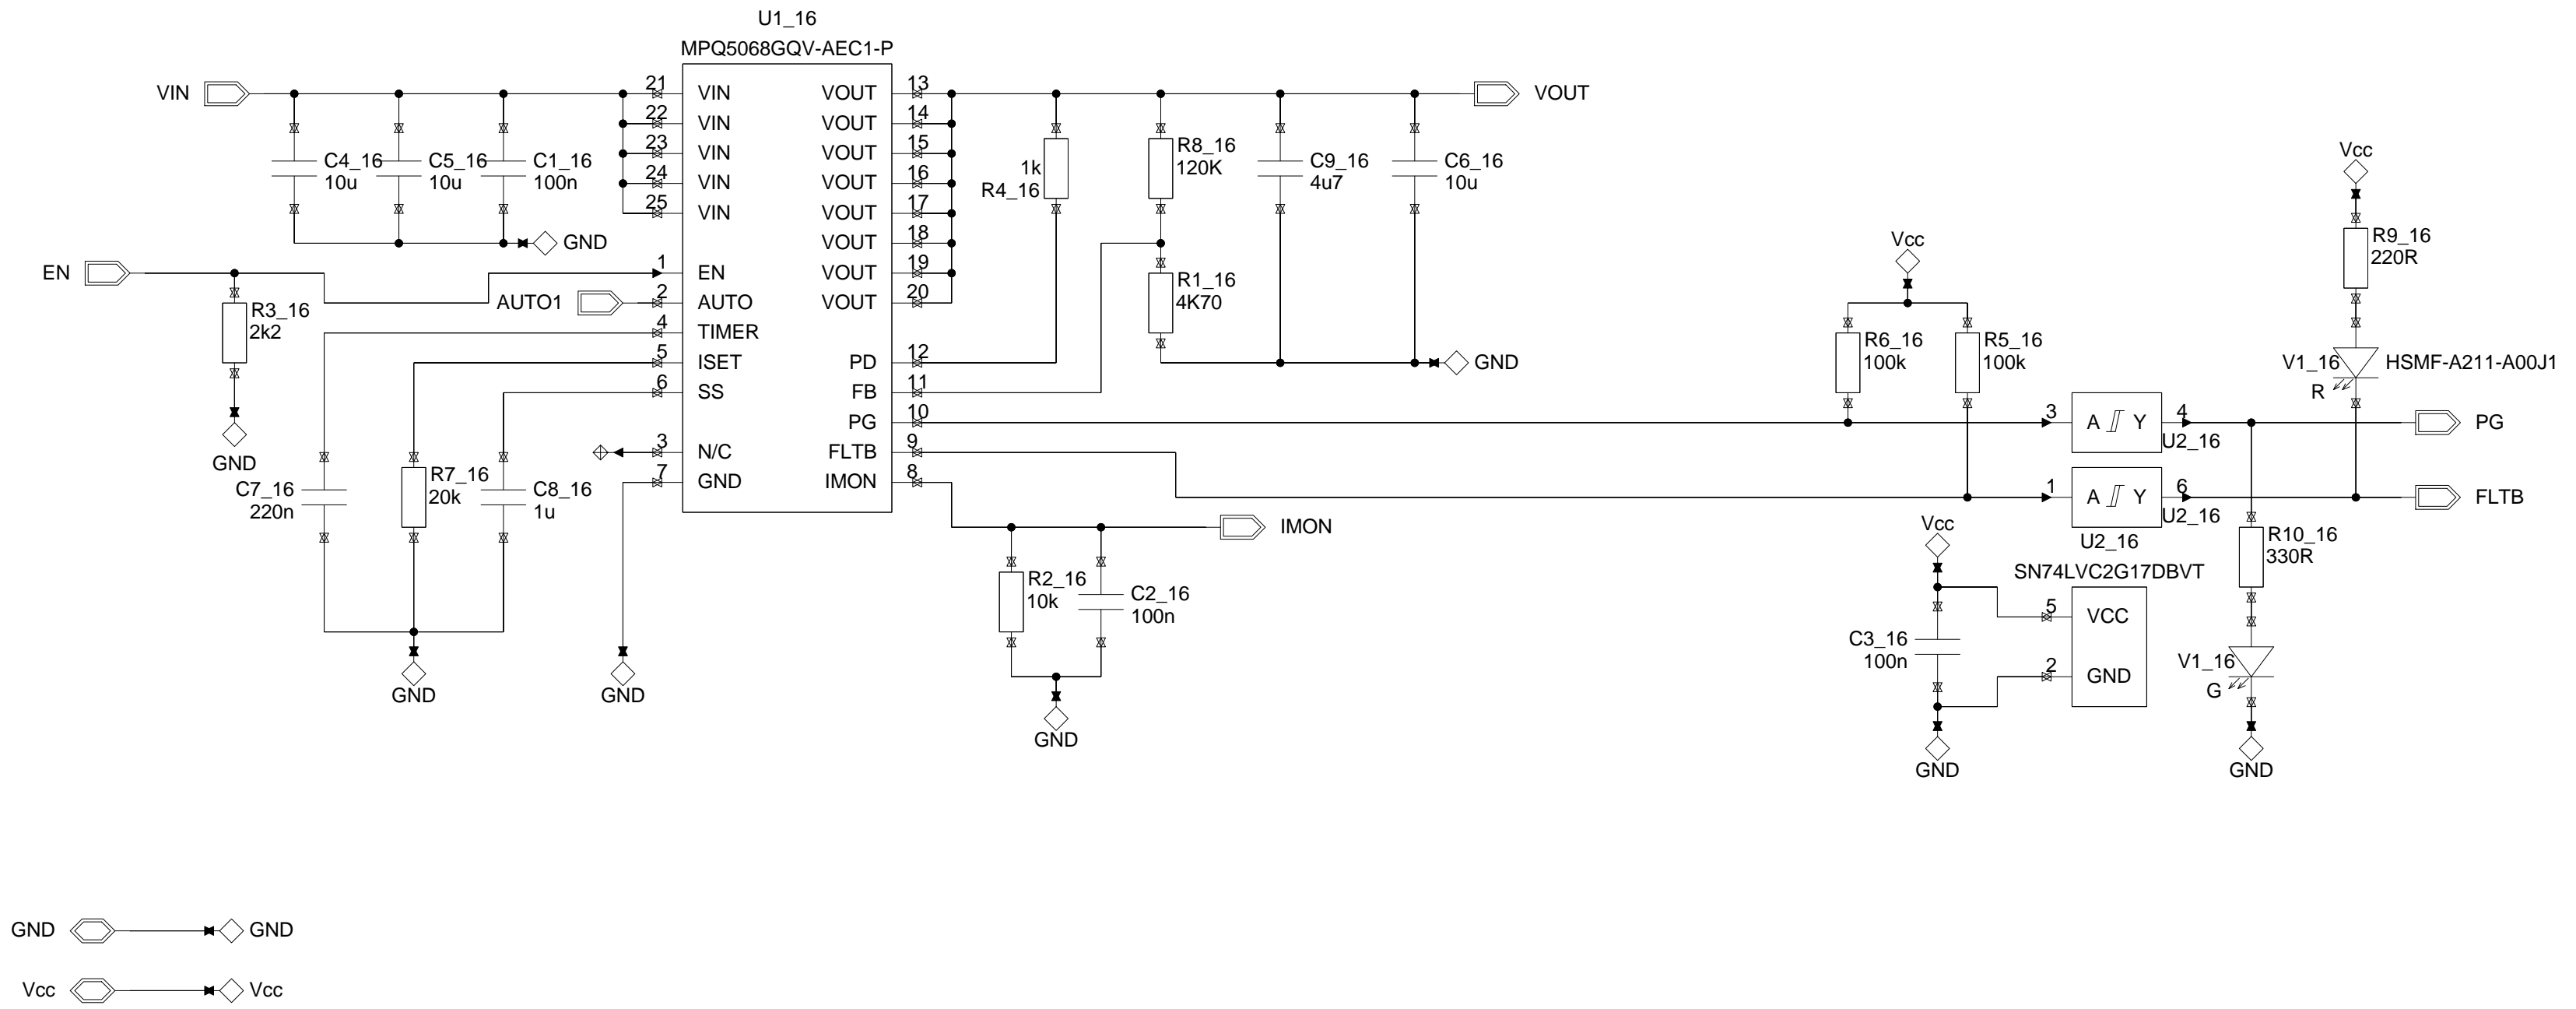 U1_16
MPQ5068GQV-AEC1-P
VIN
21 VIN
22 VIN
23 VIN
24 VIN
25 VIN
1 EN
2 AUTO
4 TIMER
5 ISET
6 SS
3 N/C
7 GND
VOUT 13
VOUT 14
VOUT 15
VOUT 16
VOUT 17
VOUT 18
VOUT 19
VOUT 20
PD 12
FB 11
PG 10
FLTB 9
IMON 8
C4_16
10u
C5_16
10u
C1_16
100n
GND
EN
AUTO1
R3_16
2k2
GND
C7_16
220n
R7_16
20k
C8_16
1u
GND
GND
VOUT
1k
R4_16
R8_16
120K
C9_16
4u7
C6_16
10u
R1_16
4K70
GND
IMON
R2_16
10k
C2_16
100n
GND
Vcc
R6_16
100k
R5_16
100k
Vcc
R9_16
220R
V1_16
R
HSMF-A211-A00J1
3 A Y 4
U2_16
PG
1 A Y 6
U2_16
FLTB
U2_16
SN74LVC2G17DBVT
5 VCC
2 GND
Vcc
C3_16
100n
GND
R10_16
330R
V1_16
G
GND
GND GND
Vcc Vcc